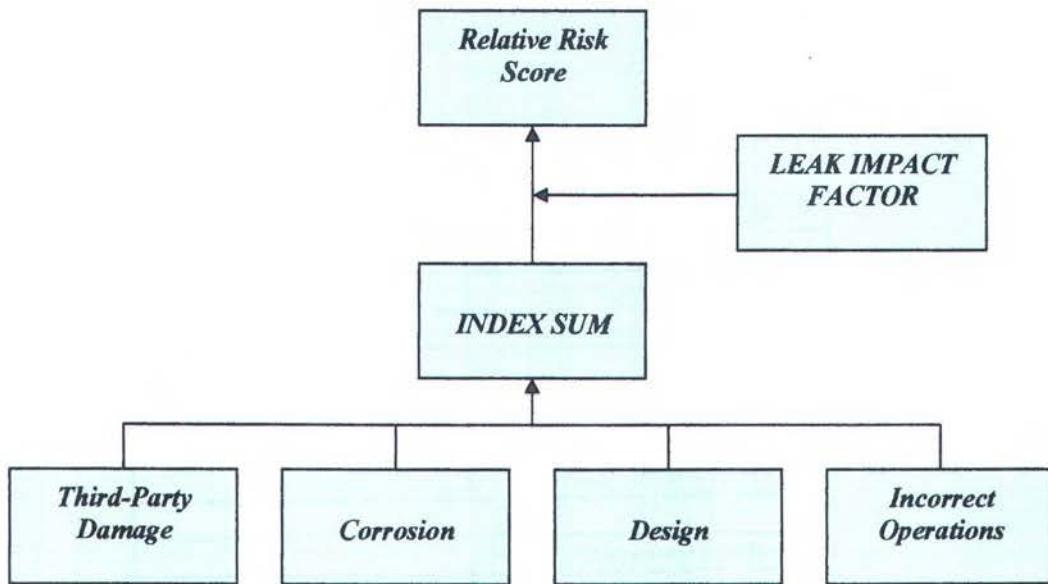 Relative Risk
Score
LEAK IMPACT
FACTOR
INDEX SUM
Third-Party
Damage
Corrosion
Design
Incorrect
Operations